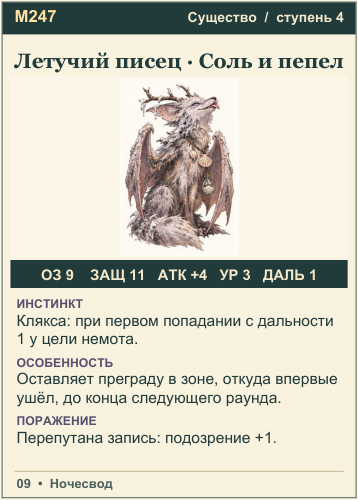 M247
Существо / ступень 4
Летучий писец · Соль и пепел
ОЗ 9 ЗАЩ 11 АТК +4 УР 3 ДАЛЬ 1
ИНСТИНКТ
Клякса: при первом попадании с дальности
1 у цели немота.
ОСОБЕННОСТЬ
Оставляет преграду в зоне, откуда впервые
ушёл, до конца следующего раунда.
ПОРАЖЕНИЕ
Перепутана запись: подозрение +1.
09 • Ночесвод